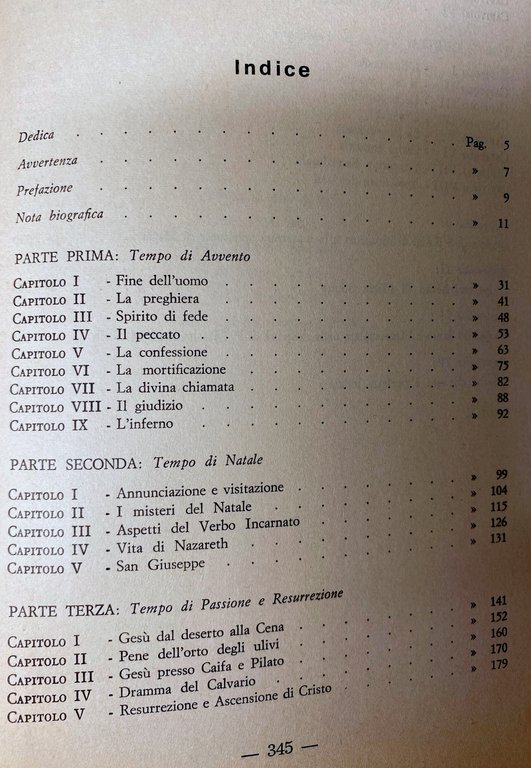 Indice
Dedica . . . . . . . . . . . . . Pag. 5
Avvertenza . . . . . . . . . . . . » 7
Prefazione . . . . . . . . . . . . » 9
Nota biografica . . . . . . . . . . . » 11
PARTE PRIMA: Tempo di Avvento
CAPITOLO I - Fine dell'uomo . . . . . . . » 31
CAPITOLO II - La preghiera . . . . . . . » 41
CAPITOLO III - Spirito di fede . . . . . . . » 48
CAPITOLO IV - Il peccato . . . . . . . . » 53
CAPITOLO V - La confessione . . . . . . . » 63
CAPITOLO VI - La mortificazione . . . . . . » 75
CAPITOLO VII - La divina chiamata . . . . . . » 82
CAPITOLO VIII - Il giudizio . . . . . . . . » 88
CAPITOLO IX - L'inferno . . . . . . . . » 92
PARTE SECONDA: Tempo di Natale
CAPITOLO I - Annunciazione e visitazione . . . . . » 99
CAPITOLO II - I misteri del Natale . . . . . . » 104
CAPITOLO III - Aspetti del Verbo Incarnato . . . . . » 115
CAPITOLO IV - Vita di Nazareth . . . . . . . » 126
CAPITOLO V - San Giuseppe . . . . . . . » 131
PARTE TERZA: Tempo di Passione e Resurrezione
CAPITOLO I - Gesù dal deserto alla Cena . . . . . » 141
CAPITOLO II - Pene dell'orto degli ulivi . . . . . » 152
CAPITOLO III - Gesù presso Caifa e Pilato . . . . . » 160
CAPITOLO IV - Dramma del Calvario . . . . . . » 170
CAPITOLO V - Resurrezione e Ascensione di Cristo . . . . » 179
— 345 —